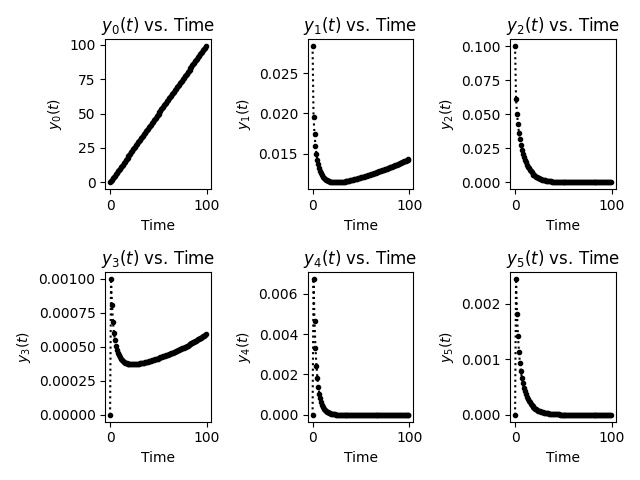 y₀(t) vs. Time
y₁(t) vs. Time
y₂(t) vs. Time
y₀(t)
100
75
50
25
0
0
100
Time
y₁(t)
0.025
0.020
0.015
0
100
Time
y₂(t)
0.100
0.075
0.050
0.025
0.000
0
100
Time
y₃(t) vs. Time
y₄(t) vs. Time
y₅(t) vs. Time
y₃(t)
0.00100
0.00075
0.00050
0.00025
0.00000
0
100
Time
y₄(t)
0.006
0.004
0.002
0.000
0
100
Time
y₅(t)
0.002
0.001
0.000
0
100
Time